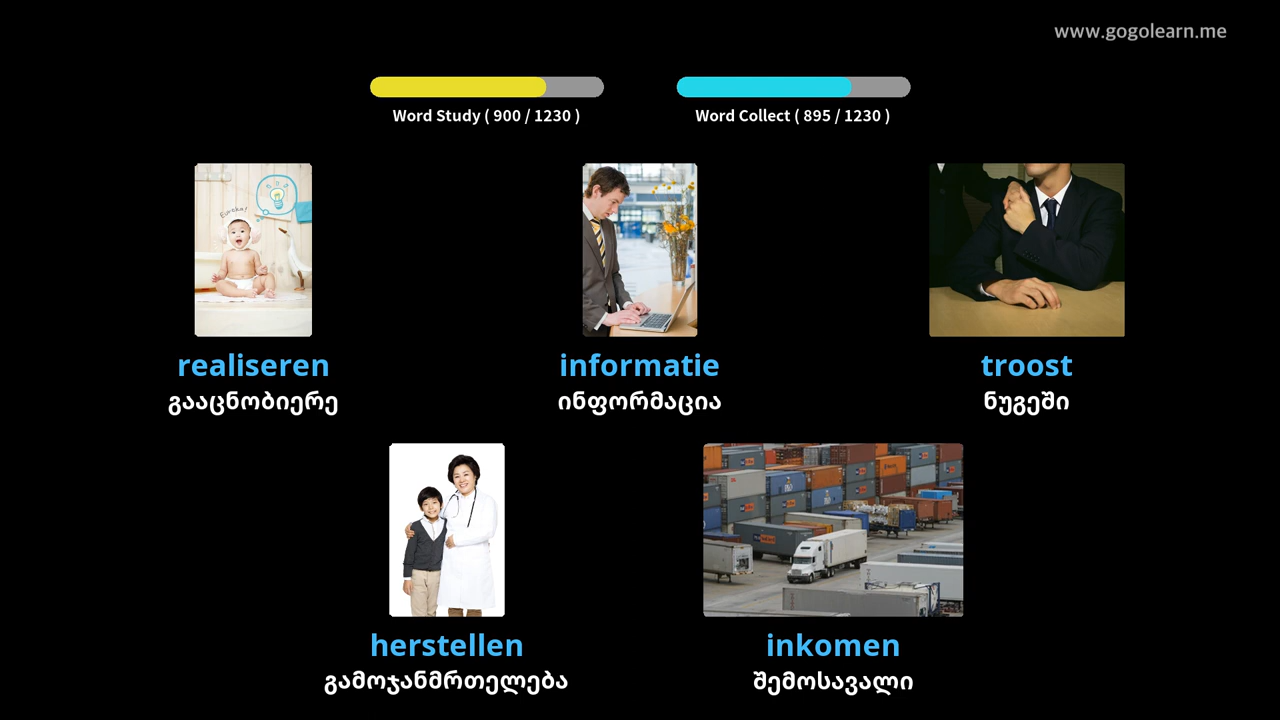 www.gogolearn.me
Word Study ( 900 / 1230 )
Word Collect ( 895 / 1230 )
Eureka!
realiseren
გააცნობიერე
informatie
ინფორმაცია
troost
ნუგეში
herstellen
გამოჯანმრთელება
inkomen
შემოსავალი